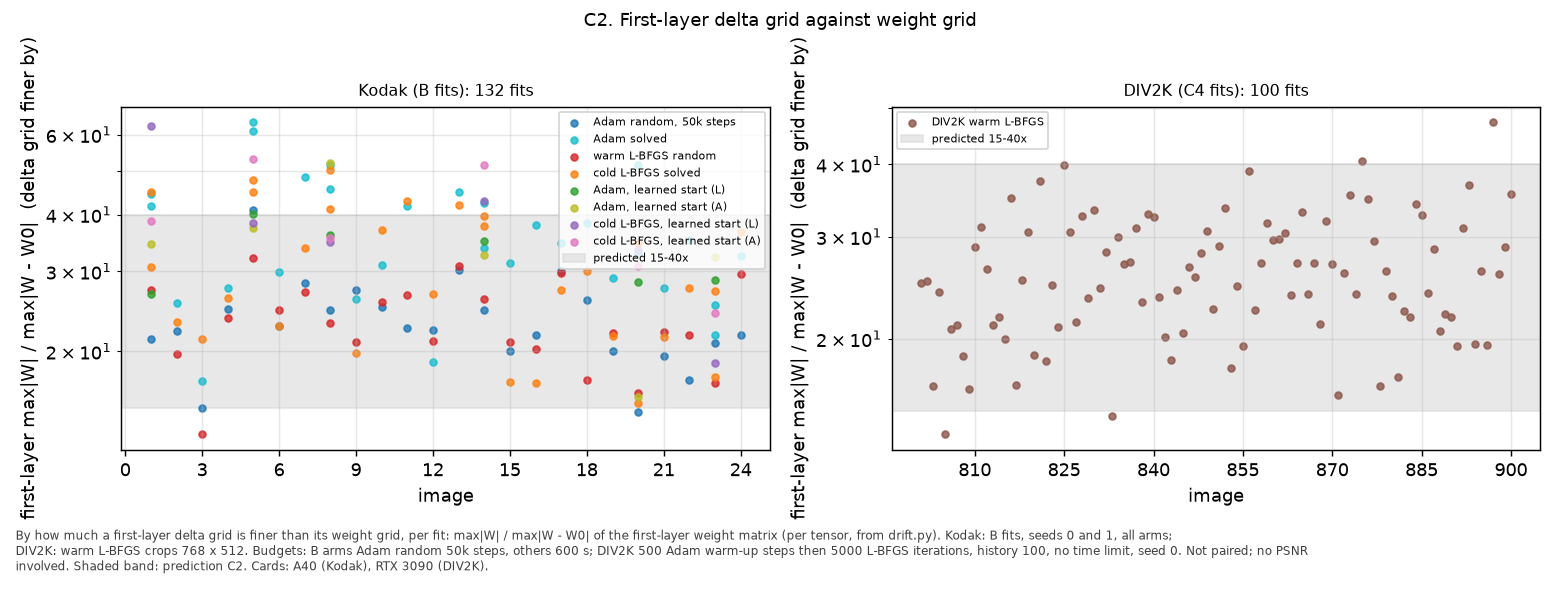 C2. First-layer delta grid against weight grid
Kodak (B fits): 132 fits
first-layer max|W| / max|W - W0|  (delta grid finer by)
6 × 10¹
4 × 10¹
3 × 10¹
2 × 10¹
Adam random, 50k steps
Adam solved
warm L-BFGS random
cold L-BFGS solved
Adam, learned start (L)
Adam, learned start (A)
cold L-BFGS, learned start (L)
cold L-BFGS, learned start (A)
predicted 15-40x
0 3 6 9 12 15 18 21 24
image
DIV2K (C4 fits): 100 fits
first-layer max|W| / max|W - W0|  (delta grid finer by)
4 × 10¹
3 × 10¹
2 × 10¹
DIV2K warm L-BFGS
predicted 15-40x
810 825 840 855 870 885 900
image
By how much a first-layer delta grid is finer than its weight grid, per fit: max|W| / max|W - W0| of the first-layer weight matrix (per tensor, from drift.py). Kodak: B fits, seeds 0 and 1, all arms;
DIV2K: warm L-BFGS crops 768 x 512. Budgets: B arms Adam random 50k steps, others 600 s; DIV2K 500 Adam warm-up steps then 5000 L-BFGS iterations, history 100, no time limit, seed 0. Not paired; no PSNR
involved. Shaded band: prediction C2. Cards: A40 (Kodak), RTX 3090 (DIV2K).